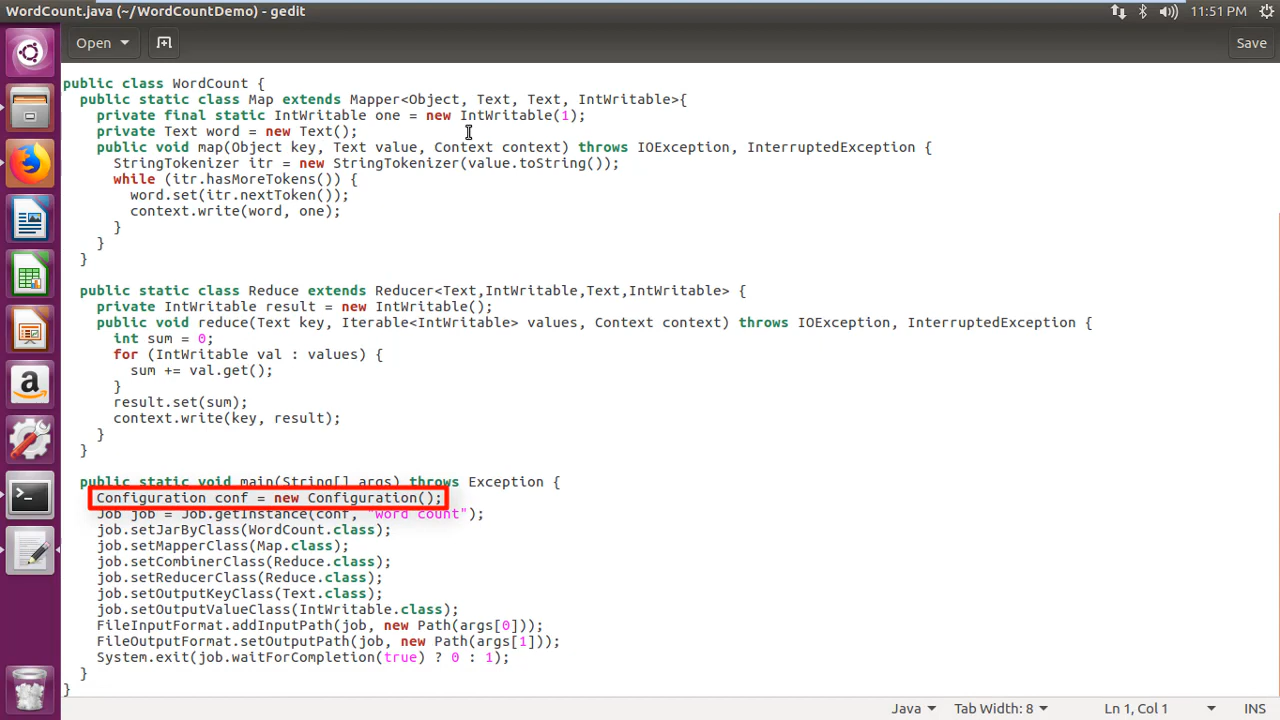 WordCount.java (~/WordCountDemo) - gedit
11:51 PM
Open
Save
public class WordCount {
public static class Map extends Mapper<Object, Text, Text, IntWritable>{
private final static IntWritable one = new IntWritable(1);
private Text word = new Text();
public void map(Object key, Text value, Context context) throws IOException, InterruptedException {
StringTokenizer itr = new StringTokenizer(value.toString());
while (itr.hasMoreTokens()) {
word.set(itr.nextToken());
context.write(word, one);
}
}
}
public static class Reduce extends Reducer<Text,IntWritable,Text,IntWritable> {
private IntWritable result = new IntWritable();
public void reduce(Text key, Iterable<IntWritable> values, Context context) throws IOException, InterruptedException {
int sum = 0;
for (IntWritable val : values) {
sum += val.get();
}
result.set(sum);
context.write(key, result);
}
}
public static void main(String[] args) throws Exception {
Configuration conf = new Configuration();
Job job = Job.getInstance(conf, "word count");
job.setJarByClass(WordCount.class);
job.setMapperClass(Map.class);
job.setCombinerClass(Reduce.class);
job.setReducerClass(Reduce.class);
job.setOutputKeyClass(Text.class);
job.setOutputValueClass(IntWritable.class);
FileInputFormat.addInputPath(job, new Path(args[0]));
FileOutputFormat.setOutputPath(job, new Path(args[1]));
System.exit(job.waitForCompletion(true) ? 0 : 1);
}
}
Java
Tab Width: 8
Ln 1, Col 1
INS